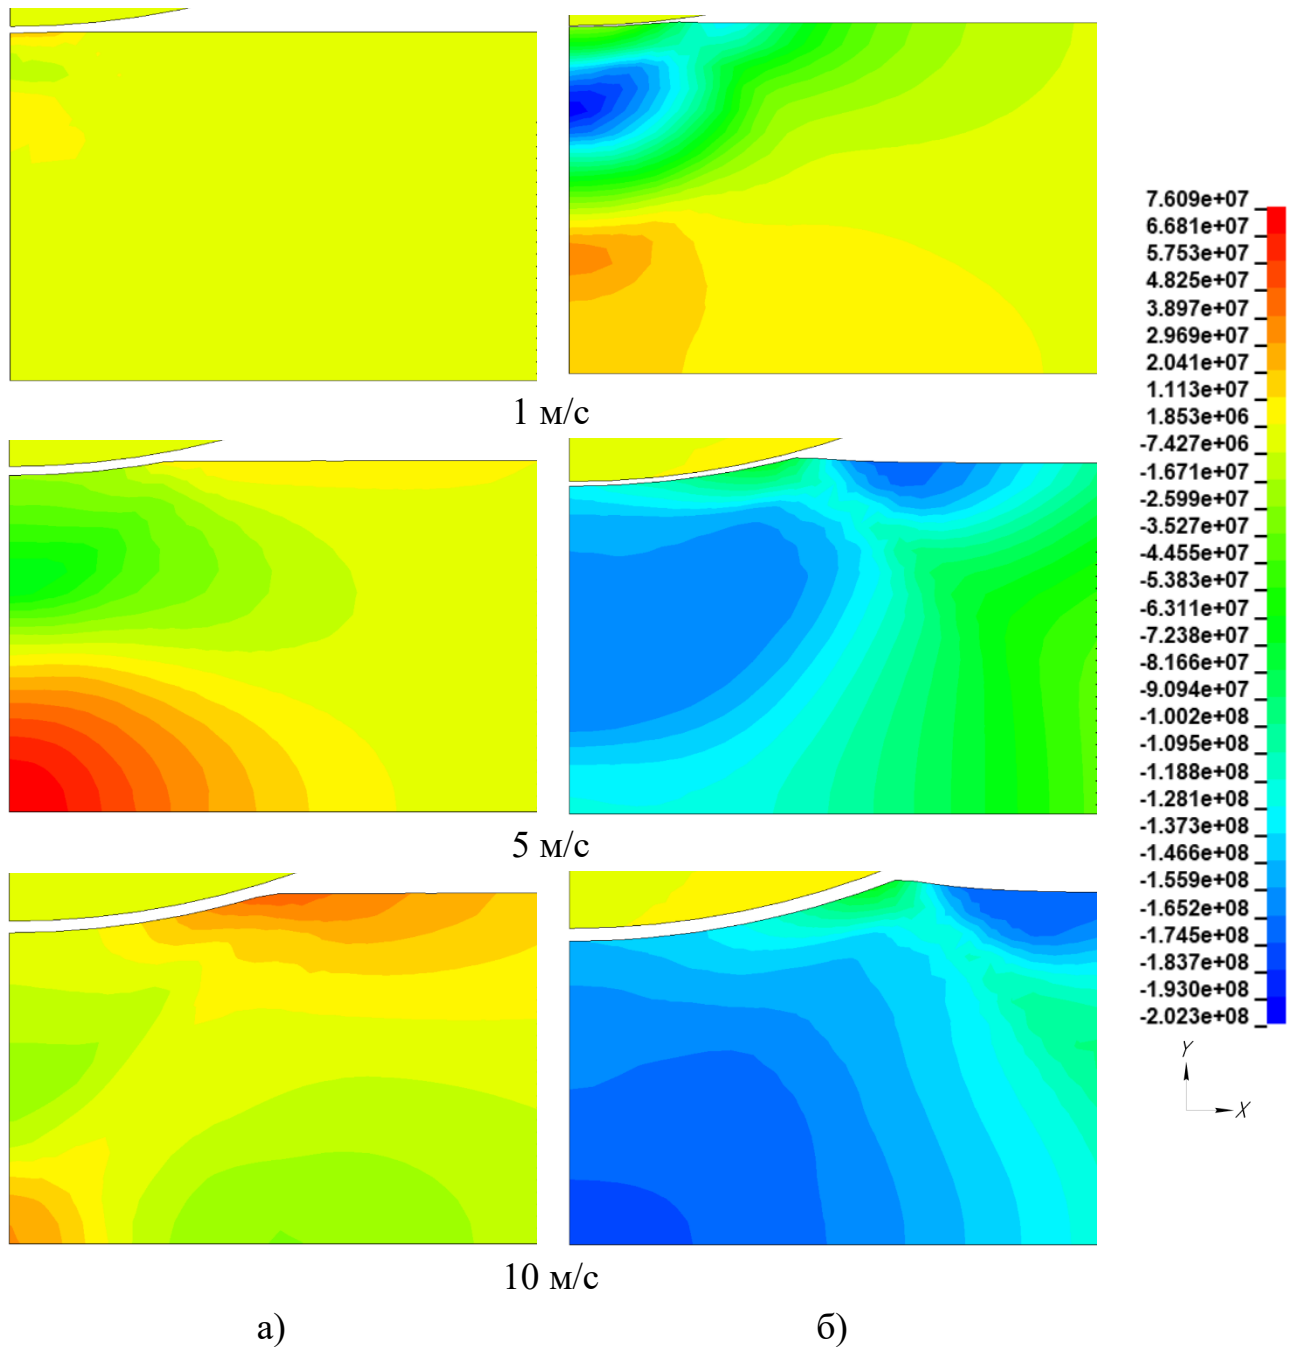 7.609e+07
6.681e+07
5.753e+07
4.825e+07
3.897e+07
2.969e+07
2.041e+07
1.113e+07
1.853e+06
-7.427e+06
-1.671e+07
-2.599e+07
-3.527e+07
-4.455e+07
-5.383e+07
-6.311e+07
-7.238e+07
-8.166e+07
-9.094e+07
-1.002e+08
-1.095e+08
-1.188e+08
-1.281e+08
-1.373e+08
-1.466e+08
-1.559e+08
-1.652e+08
-1.745e+08
-1.837e+08
-1.930e+08
-2.023e+08
Y
X
1 м/с
5 м/с
10 м/с
а) б)